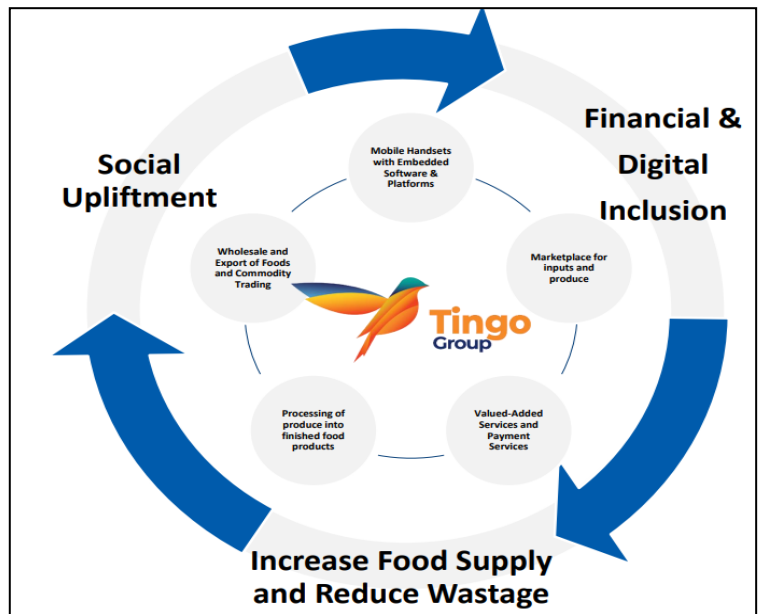 Financial &
Digital
Inclusion
Social
Upliftment
Mobile Handsets
with Embedded
Software &
Platforms
Marketplace for
inputs and
produce
Valued-Added
Services and
Payment
Services
Processing of
produce into
finished food
products
Wholesale and
Export of Foods
and Commodity
Trading
Tingo
Group
Increase Food Supply
and Reduce Wastage